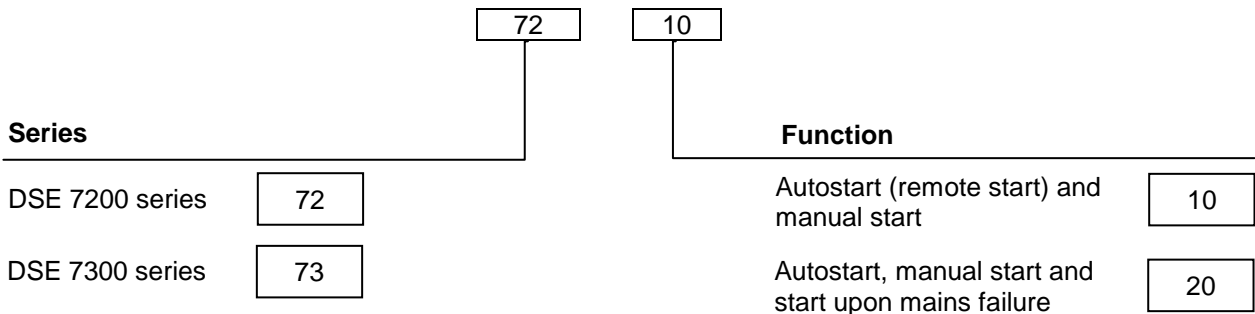 72 10
Series
DSE 7200 series 72
DSE 7300 series 73
Function
Autostart (remote start) and
manual start
10
Autostart, manual start and
start upon mains failure
20